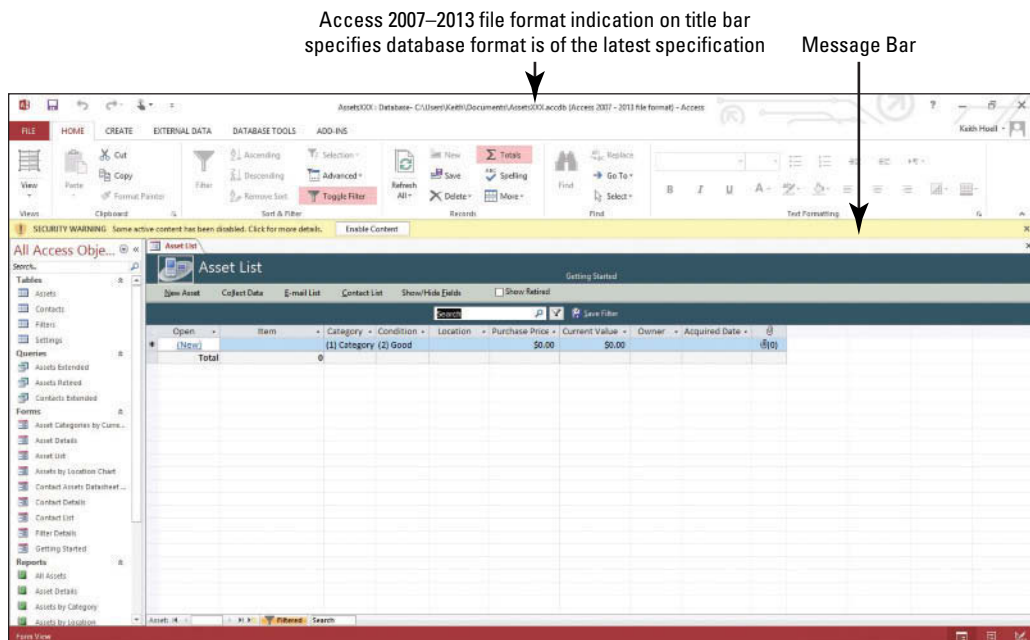 Access 2007–2013 file format indication on title bar
specifies database format is of the latest specification
Message Bar
AssetsXXX : Database- C:\Users\Keith\Documents\AssetsXXX.accdb (Access 2007 - 2013 file format) - Access
?
Keith Hoell
FILE HOME CREATE EXTERNAL DATA DATABASE TOOLS ADD-INS
View
Views
Paste
Cut
Copy
Format Painter
Clipboard
Filter
Ascending
Descending
Remove Sort
Selection
Advanced
Toggle Filter
Sort & Filter
Refresh
All
New
Save
Delete
Totals
Spelling
More
Records
Find
Replace
Go To
Select
Find
B I U A
Text Formatting
SECURITY WARNING Some active content has been disabled. Click for more details. Enable Content
All Access Obje...
Search..
Tables
Assets
Contacts
Filters
Settings
Queries
Assets Extended
Assets Retired
Contacts Extended
Forms
Asset Categories by Curre...
Asset Details
Asset List
Assets by Location Chart
Contact Assets Datasheet ...
Contact Details
Contact List
Filter Details
Getting Started
Reports
All Assets
Asset Details
Assets by Category
Assets by Location
Asset List
Asset List
Getting Started
New Asset Collect Data E-mail List Contact List Show/Hide Fields Show Retired
Search Save Filter
Open Item Category Condition Location Purchase Price Current Value Owner Acquired Date
(New) (1) Category (2) Good $0.00 $0.00 (0)
Total 0
Asset: Filtered Search
Form View